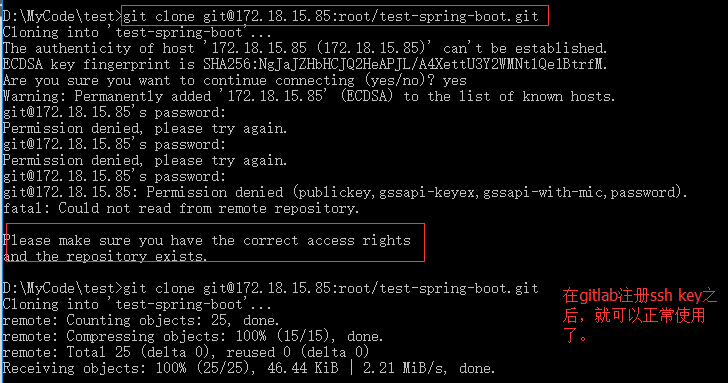 D:\MyCode\test>git clone git@172.18.15.85:root/test-spring-boot.git
Cloning into 'test-spring-boot'...
The authenticity of host '172.18.15.85 (172.18.15.85)' can't be established.
ECDSA key fingerprint is SHA256:NgJaJZHbHCJQ2HeAPJL/A4XettU3Y2WMNt1Qe1BtrfM.
Are you sure you want to continue connecting (yes/no)? yes
Warning: Permanently added '172.18.15.85' (ECDSA) to the list of known hosts.
git@172.18.15.85's password:
Permission denied, please try again.
git@172.18.15.85's password:
Permission denied, please try again.
git@172.18.15.85's password:
git@172.18.15.85: Permission denied (publickey,gssapi-keyex,gssapi-with-mic,password).
fatal: Could not read from remote repository.
Please make sure you have the correct access rights
and the repository exists.
D:\MyCode\test>git clone git@172.18.15.85:root/test-spring-boot.git
Cloning into 'test-spring-boot'...
remote: Counting objects: 25, done.
remote: Compressing objects: 100% (15/15), done.
remote: Total 25 (delta 0), reused 0 (delta 0)
Receiving objects: 100% (25/25), 46.44 KiB | 2.21 MiB/s, done.
在gitlab注册ssh key之
后，就可以正常使用
了。